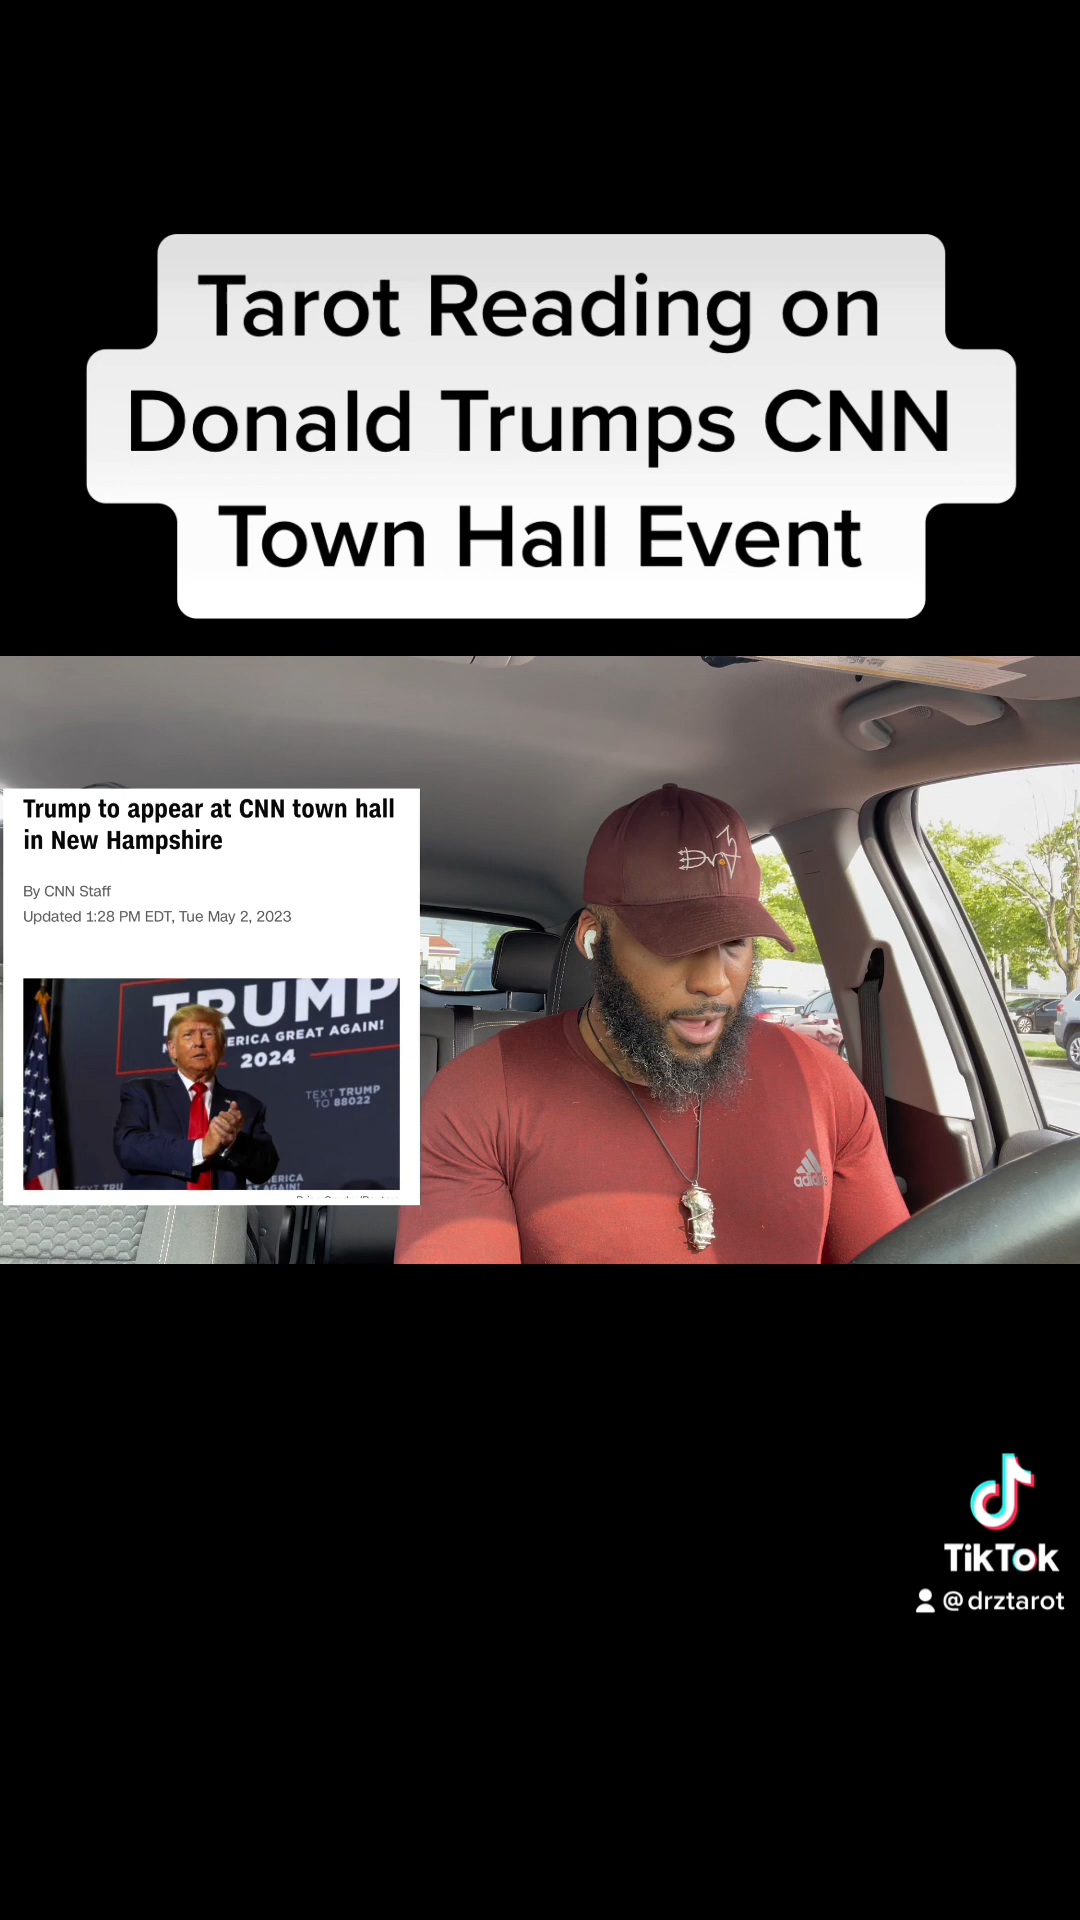 Tarot Reading on
Donald Trumps CNN
Town Hall Event
Trump to appear at CNN town hall
in New Hampshire
By CNN Staff
Updated 1:28 PM EDT, Tue May 2, 2023
TRUMP
AMERICA GREAT AGAIN!
2024
TEXT TRUMP
TO 88022
adidas
TikTok
@drztarot